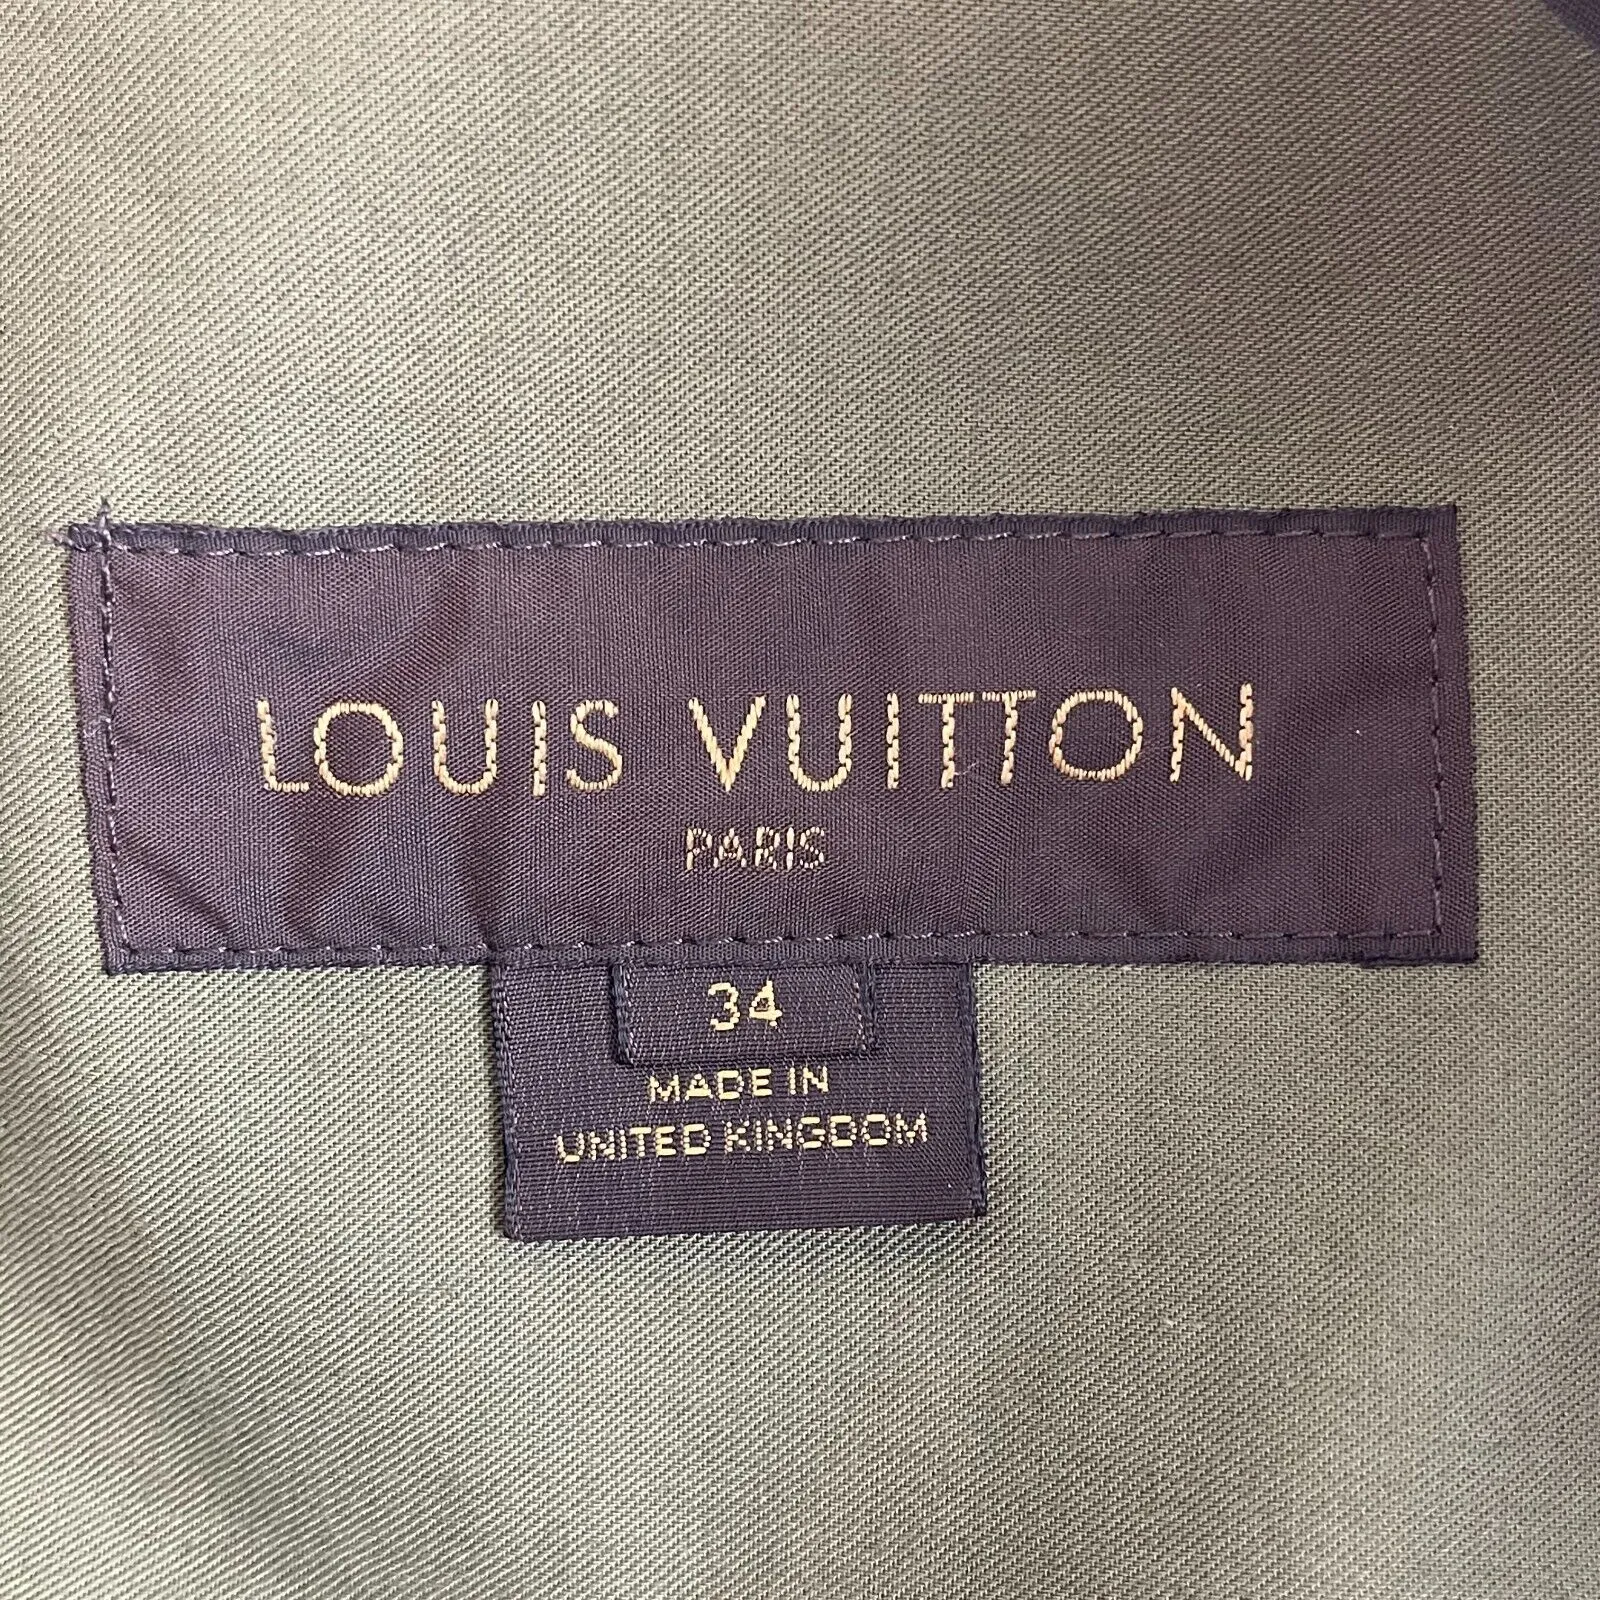 LOUIS VUITTON
PARIS
34
MADE IN
UNITED KINGDOM